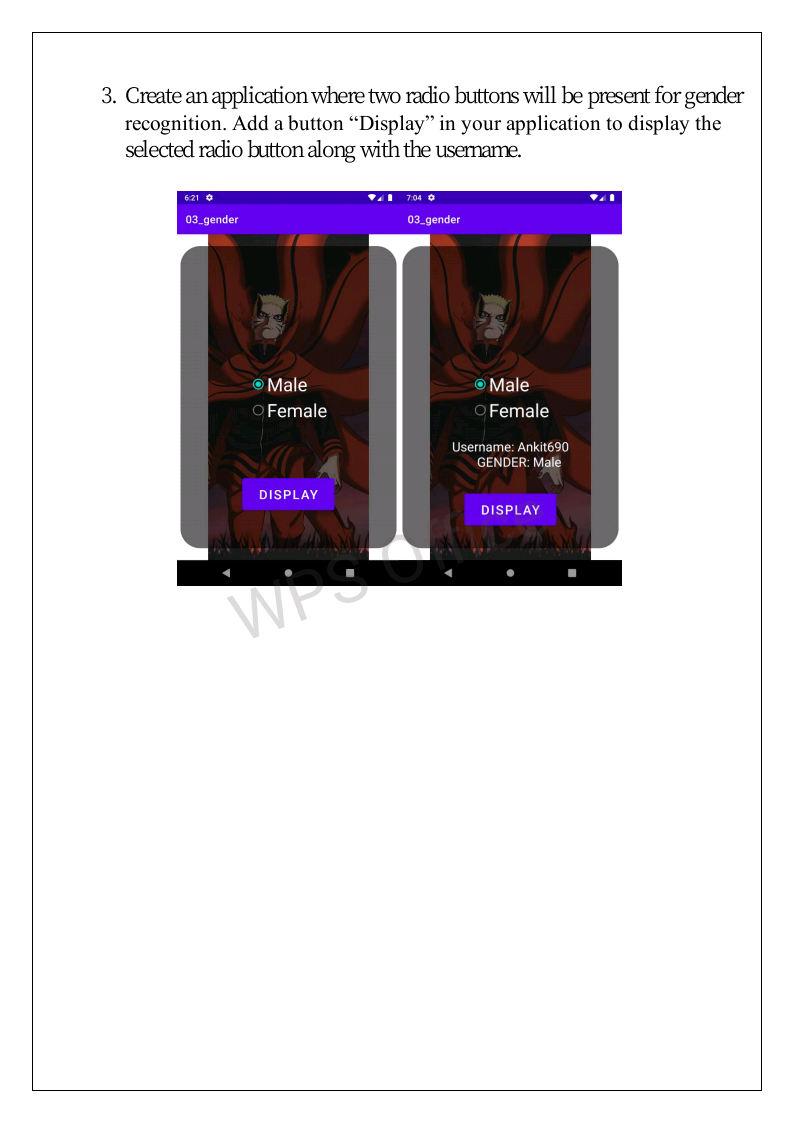 3. Create an application where two radio buttons will be present for gender
recognition. Add a button “Display” in your application to display the
selected radio button along with the username.
6:21
03_gender
Male
Female
DISPLAY
7:04
03_gender
Male
Female
Username: Ankit690
GENDER: Male
DISPLAY
WPS Office